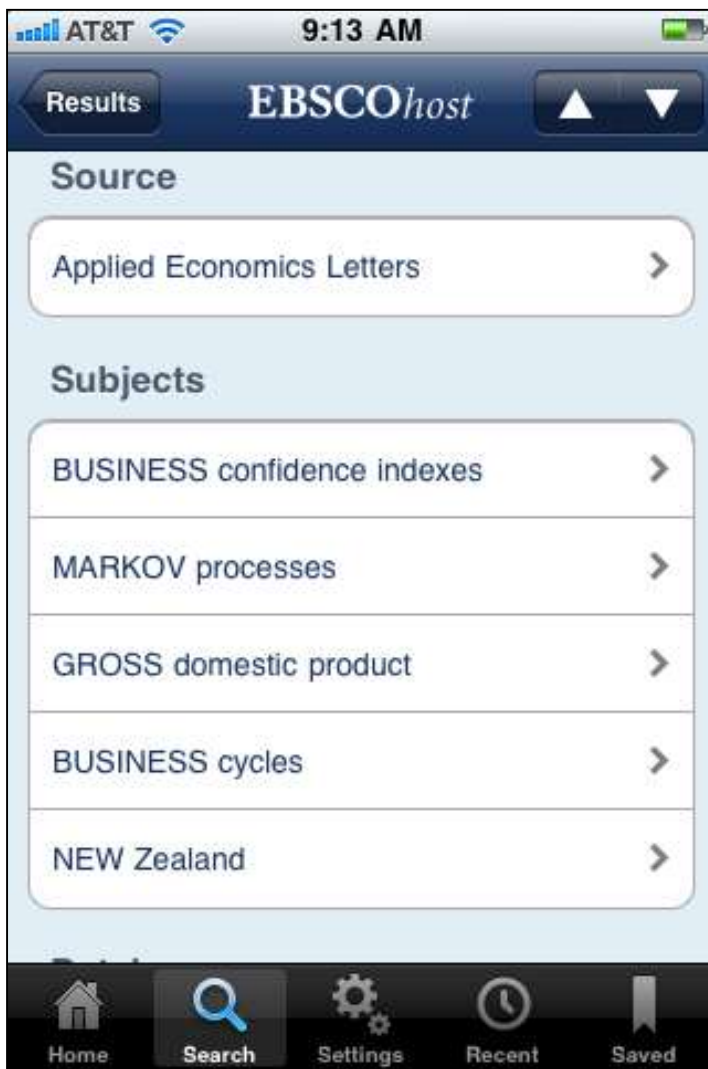 AT&T 9:13 AM
Results EBSCOhost
Source
Applied Economics Letters
Subjects
BUSINESS confidence indexes
MARKOV processes
GROSS domestic product
BUSINESS cycles
NEW Zealand
Home Search Settings Recent Saved